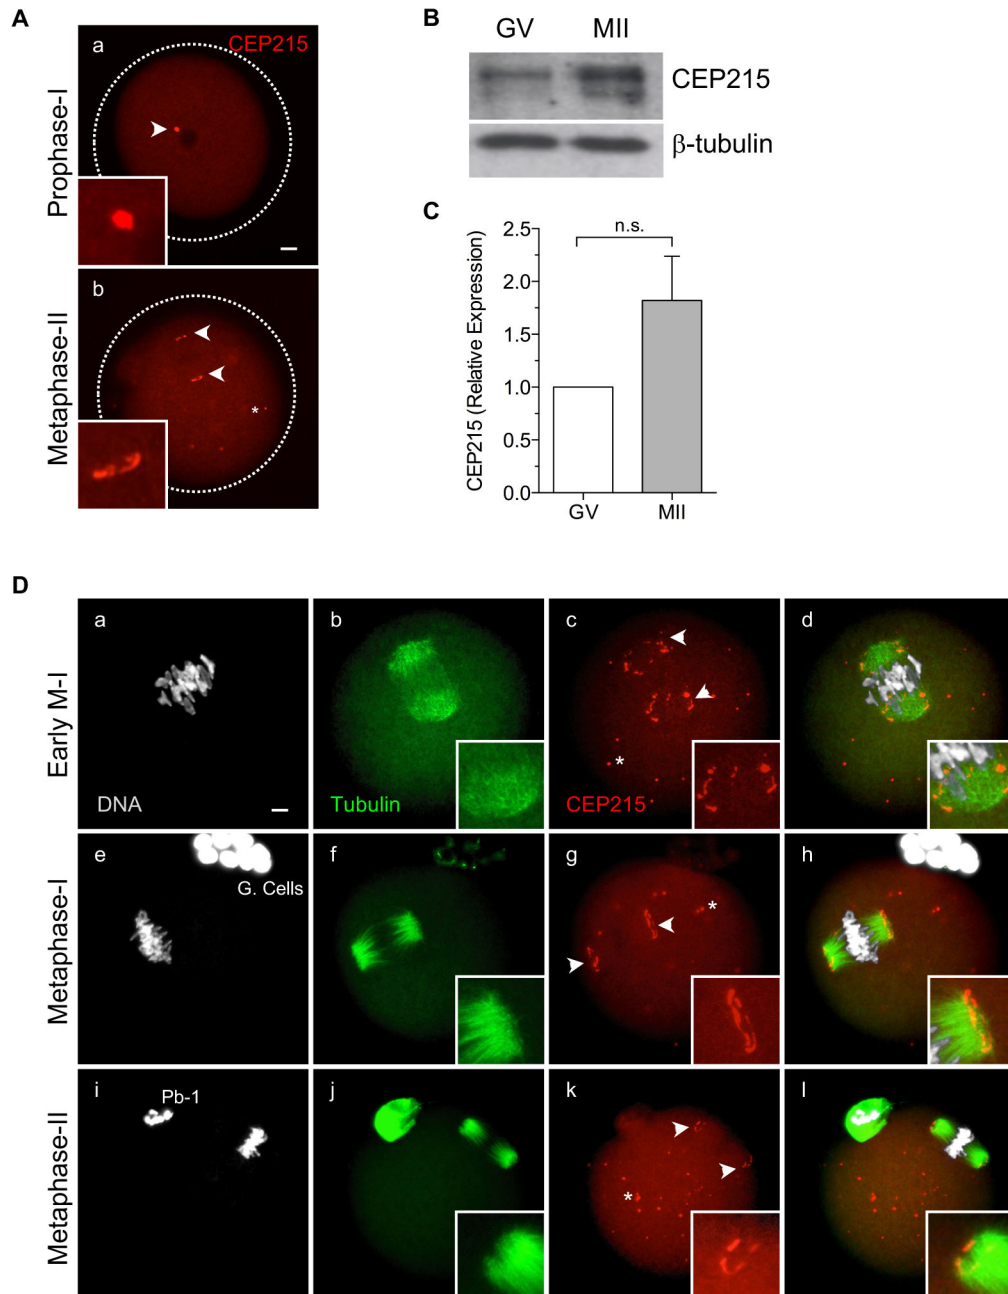 A
a
CEP215
Prophase-I
b
*
Metaphase-II
B
GV MII
CEP215
β-tubulin
C
n.s.
CEP215 (Relative Expression)
2.5
2.0
1.5
1.0
0.5
0.0
GV MII
D
a b c d
Early M-I
*
DNA Tubulin CEP215
e f g h
G. Cells
*
Metaphase-I
i j k l
Pb-1
*
Metaphase-II